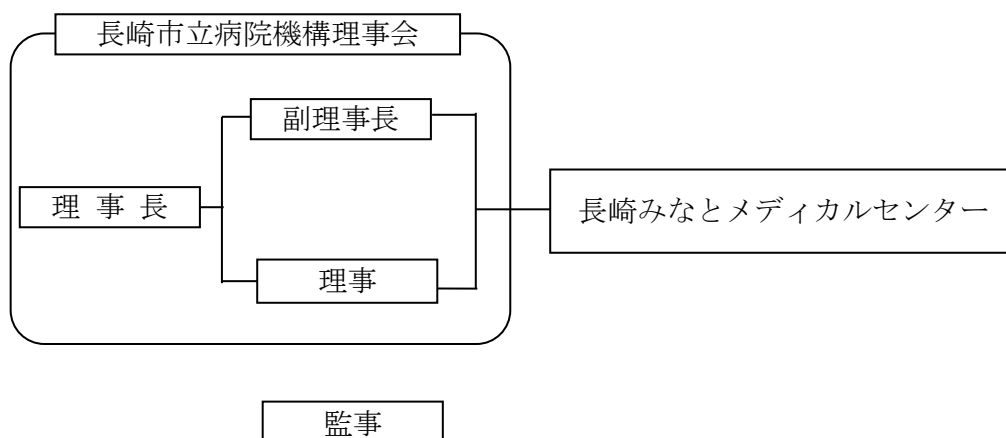 長崎市立病院機構理事会
副理事長
理 事 長
長崎みなとメディカルセンター
理事
監事